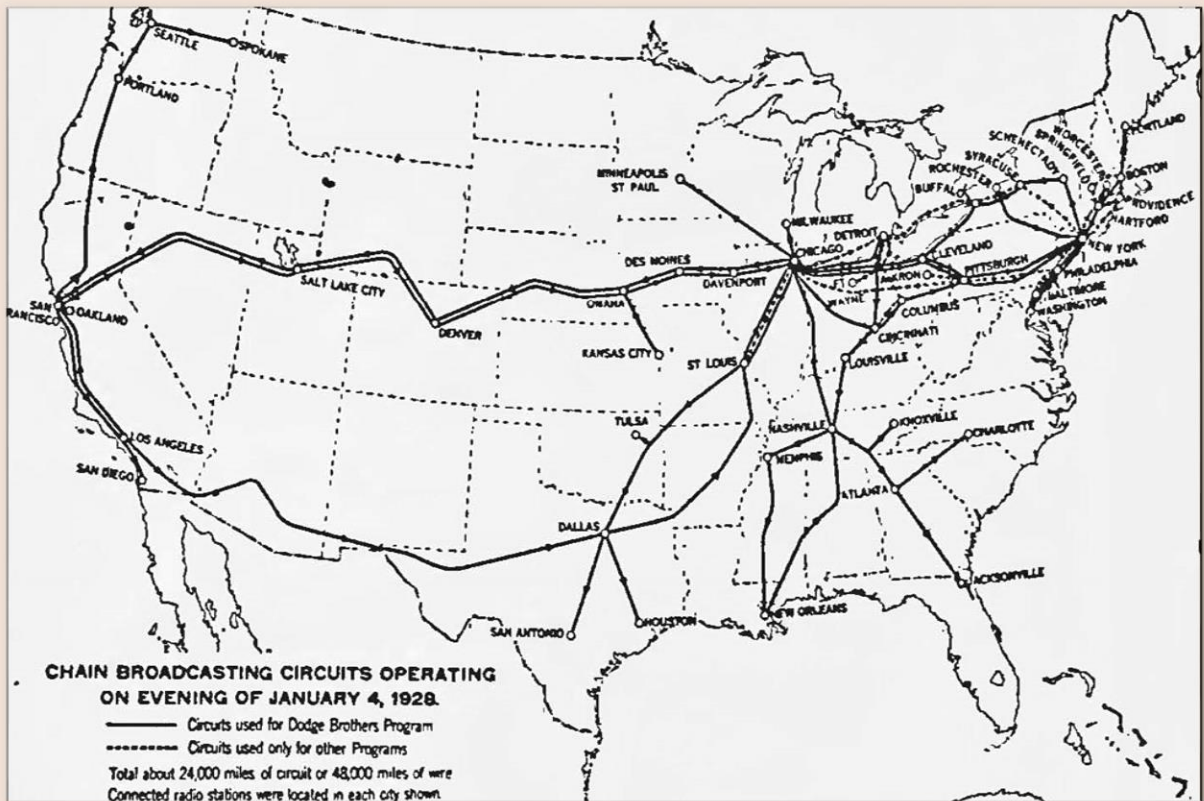 SEATTLE
SPOKANE
PORTLAND
MINNEAPOLIS
ST PAUL
MILWAUKEE
CHICAGO
DETROIT
BUFFALO
ROCHESTER
SYRACUSE
SCHENECTADY
SPRINGFIELD
WORCESTER
PORTLAND
BOSTON
PROVIDENCE
HARTFORD
NEW YORK
PHILADELPHIA
BALTIMORE
WASHINGTON
CLEVELAND
AKRON
PITTSBURGH
FT
WAYNE
COLUMBUS
CINCINNATI
LOUISVILLE
DES MOINES
DAVENPORT
OMAHA
KANSAS CITY
ST LOUIS
SALT LAKE CITY
DENVER
SAN
FRANCISCO
OAKLAND
LOS ANGELES
SAN DIEGO
TULSA
NASHVILLE
KNOXVILLE
CHARLOTTE
MEMPHIS
ATLANTA
DALLAS
JACKSONVILLE
NEW ORLEANS
SAN ANTONIO
HOUSTON
CHAIN BROADCASTING CIRCUITS OPERATING
ON EVENING OF JANUARY 4, 1928.
Circuits used for Dodge Brothers Program
Circuits used only for other Programs
Total about 24,000 miles of circuit or 48,000 miles of wire
Connected radio stations were located in each city shown